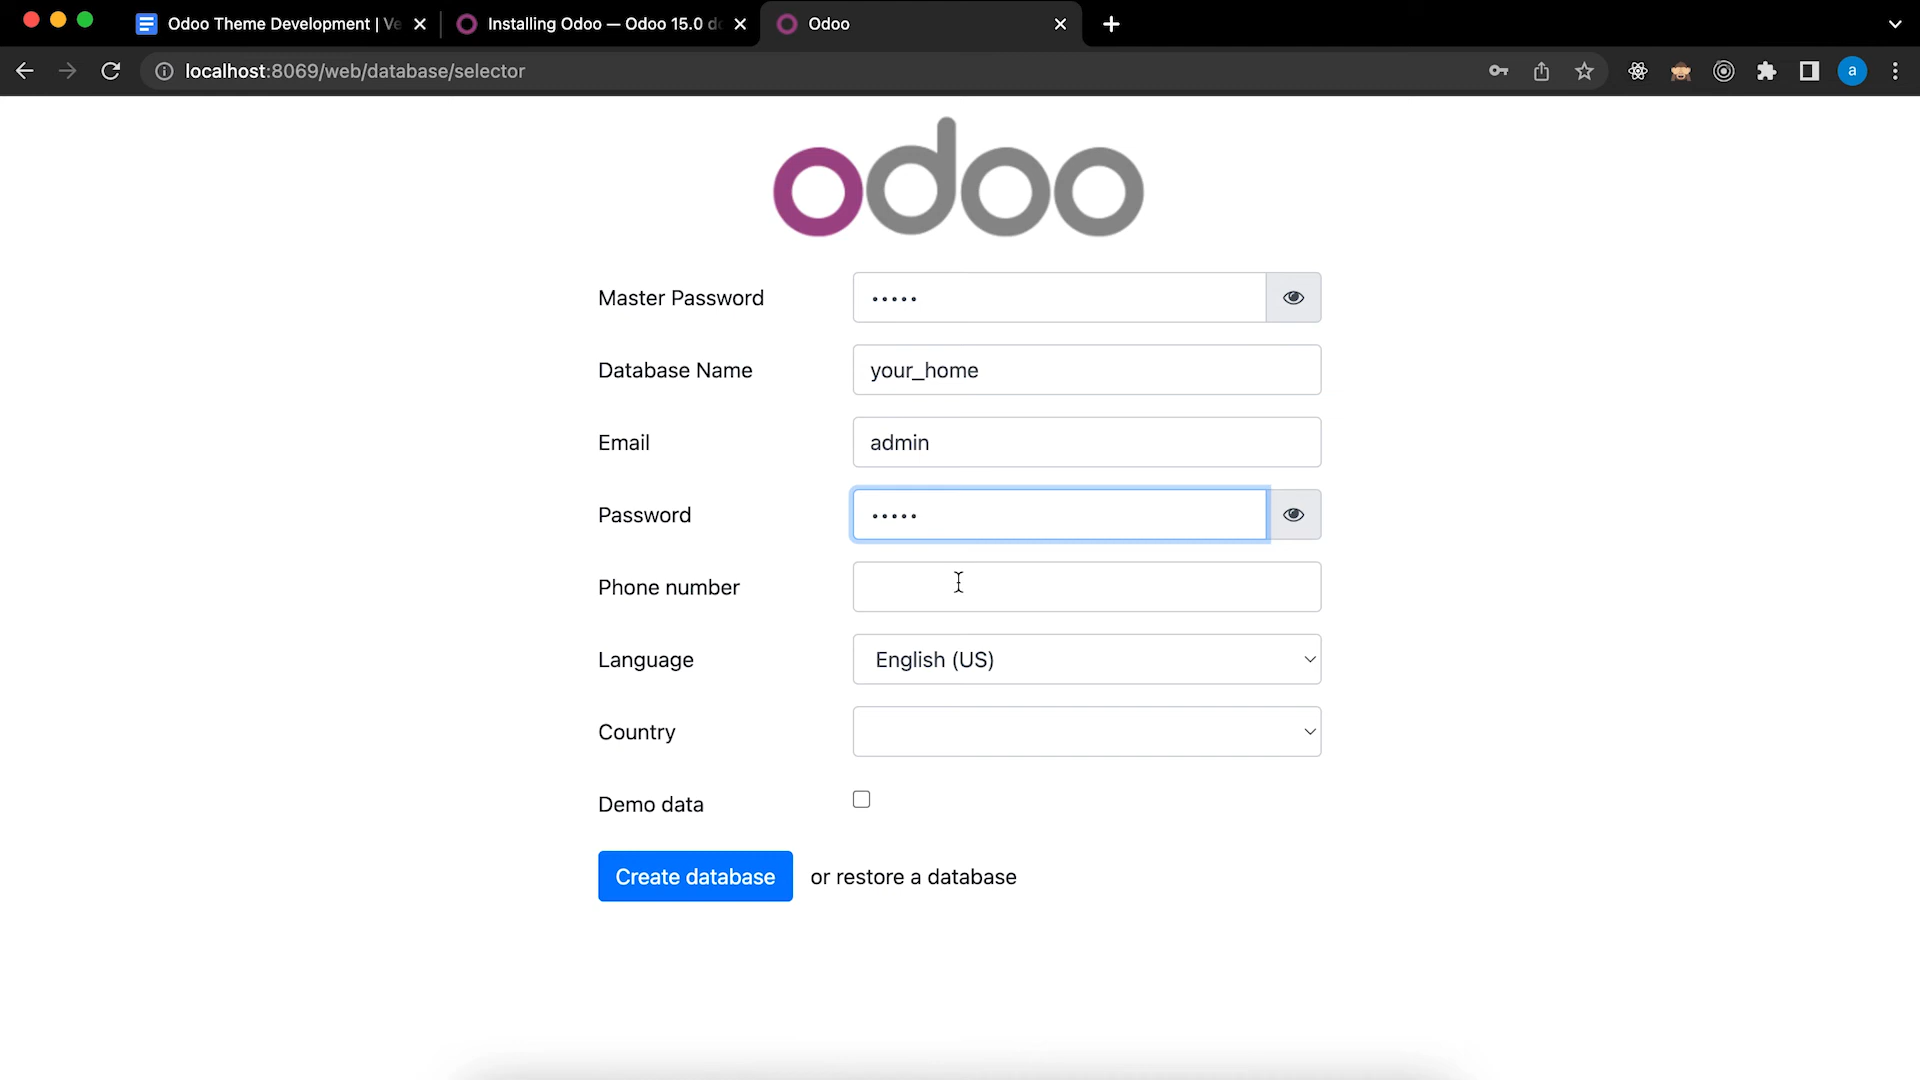 Odoo Theme Development | Ve
Installing Odoo — Odoo 15.0 do
Odoo
localhost:8069/web/database/selector
a
odoo
Master Password
•••••
Database Name
your_home
Email
admin
Password
•••••
Phone number
Language
English (US)
Country
Demo data
Create database or restore a database